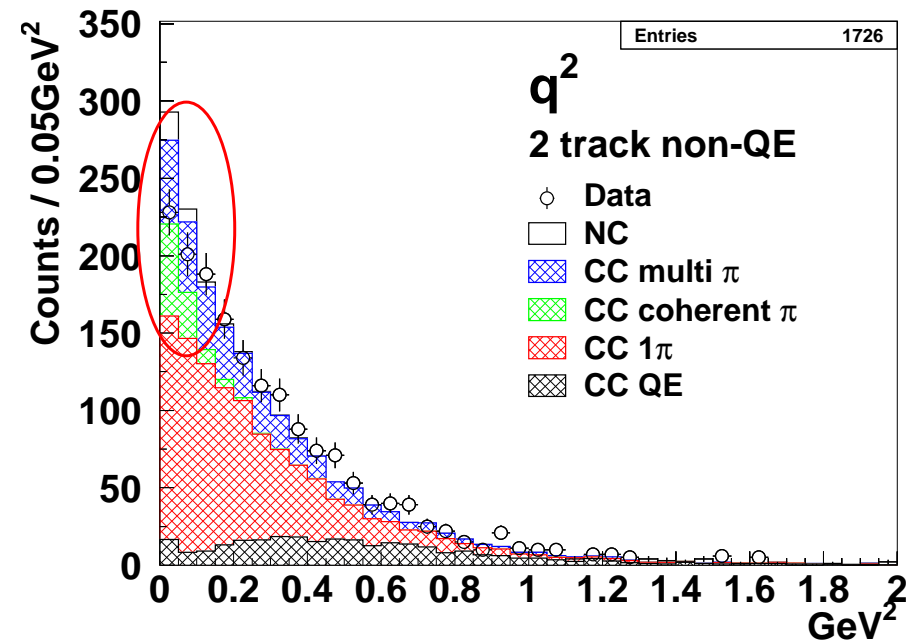 Entries 1726
q²
2 track non-QE
Data
NC
CC multi π
CC coherent π
CC 1π
CC QE
Counts / 0.05GeV²
350
300
250
200
150
100
50
0
0 0.2 0.4 0.6 0.8 1 1.2 1.4 1.6 1.8 2
GeV²